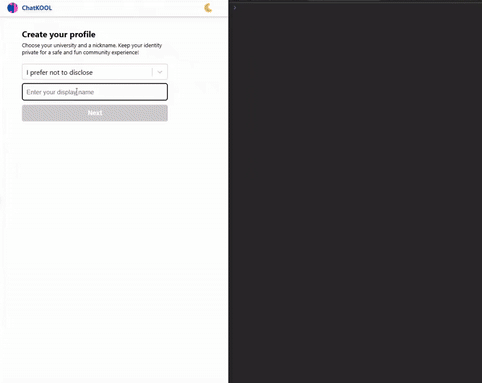 ChatKOOL
Create your profile
Choose your university and a nickname. Keep your identity
private for a safe and fun community experience!
I prefer not to disclose
Enter your display name
Next